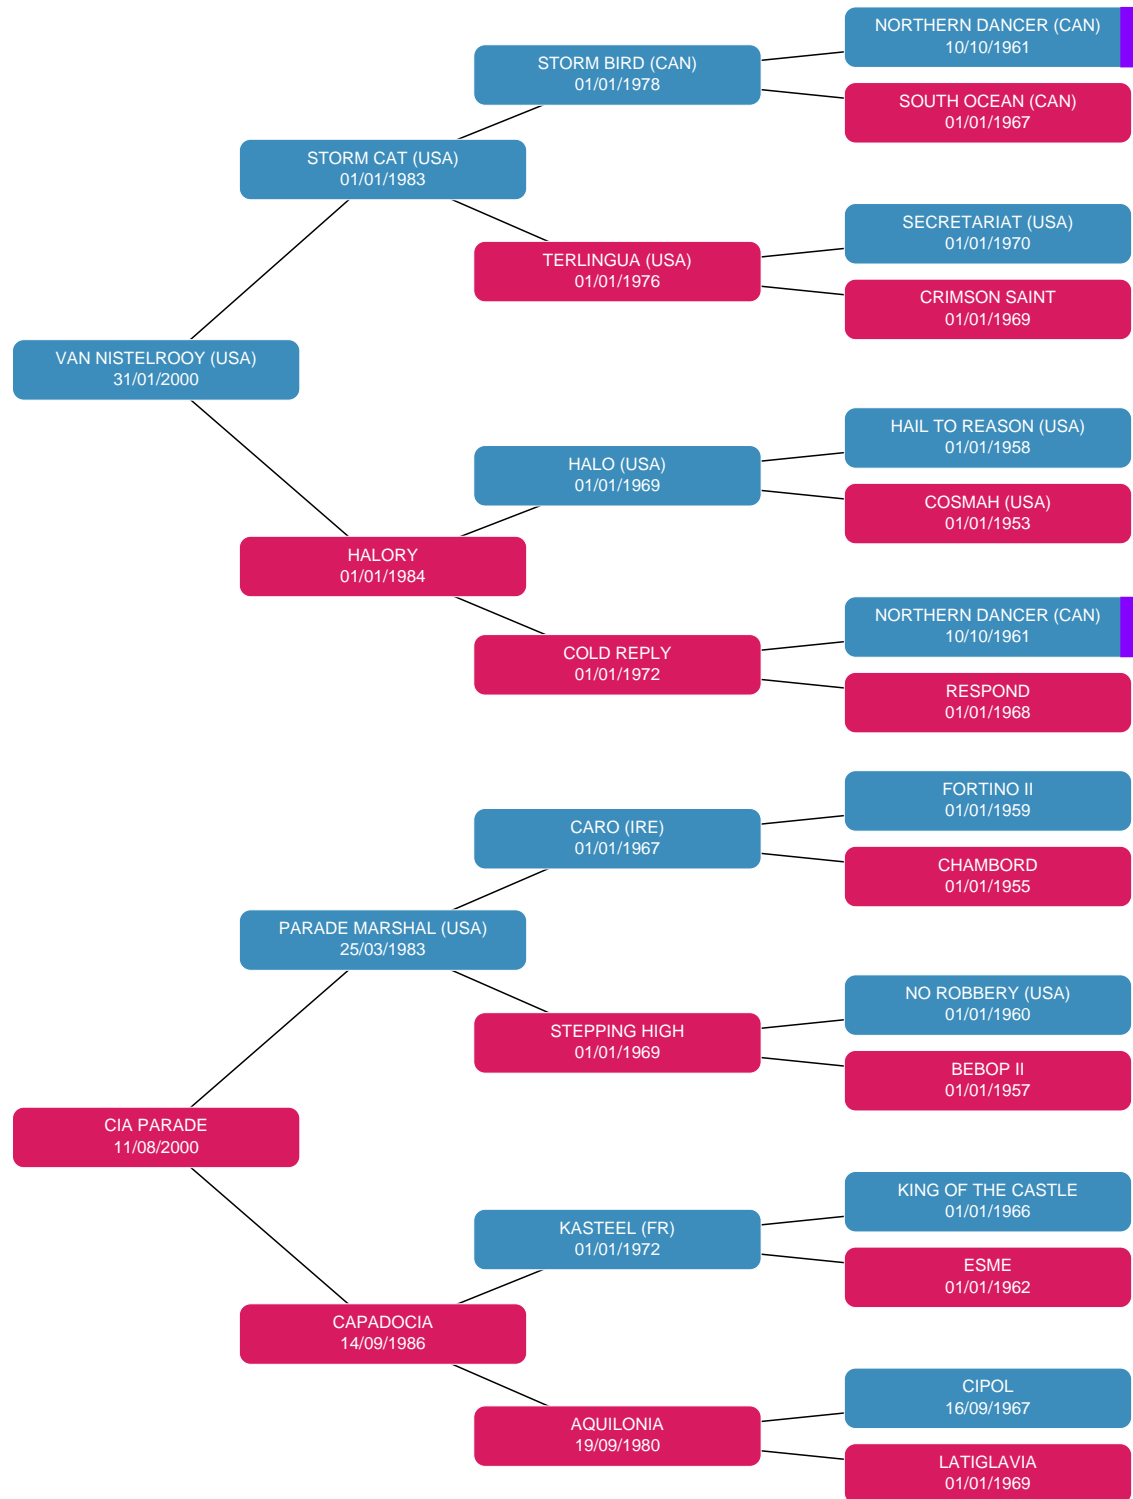 NORTHERN DANCER (CAN)
10/10/1961
STORM BIRD (CAN)
01/01/1978
SOUTH OCEAN (CAN)
01/01/1967
STORM CAT (USA)
01/01/1983
SECRETARIAT (USA)
01/01/1970
TERLINGUA (USA)
01/01/1976
CRIMSON SAINT
01/01/1969
VAN NISTELROOY (USA)
31/01/2000
HAIL TO REASON (USA)
01/01/1958
HALO (USA)
01/01/1969
COSMAH (USA)
01/01/1953
HALORY
01/01/1984
NORTHERN DANCER (CAN)
10/10/1961
COLD REPLY
01/01/1972
RESPOND
01/01/1968
FORTINO II
01/01/1959
CARO (IRE)
01/01/1967
CHAMBORD
01/01/1955
PARADE MARSHAL (USA)
25/03/1983
NO ROBBERY (USA)
01/01/1960
STEPPING HIGH
01/01/1969
BEBOP II
01/01/1957
CIA PARADE
11/08/2000
KING OF THE CASTLE
01/01/1966
KASTEEL (FR)
01/01/1972
ESME
01/01/1962
CAPADOCIA
14/09/1986
CIPOL
16/09/1967
AQUILONIA
19/09/1980
LATIGLAVIA
01/01/1969